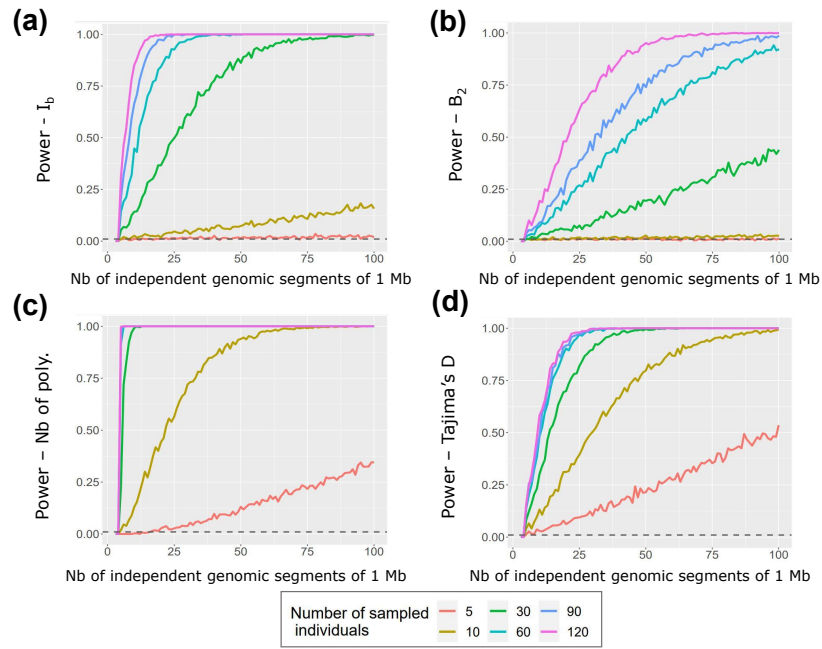 (a)
Power - I_b
1.00
0.75
0.50
0.25
0.00
0 25 50 75 100
Nb of independent genomic segments of 1 Mb
(b)
Power – B_2
1.00
0.75
0.50
0.25
0.00
0 25 50 75 100
Nb of independent genomic segments of 1 Mb
(c)
Power – Nb of poly.
1.00
0.75
0.50
0.25
0.00
0 25 50 75 100
Nb of independent genomic segments of 1 Mb
(d)
Power – Tajima's D
1.00
0.75
0.50
0.25
0.00
0 25 50 75 100
Nb of independent genomic segments of 1 Mb
Number of sampled
individuals
5 30 90
10 60 120